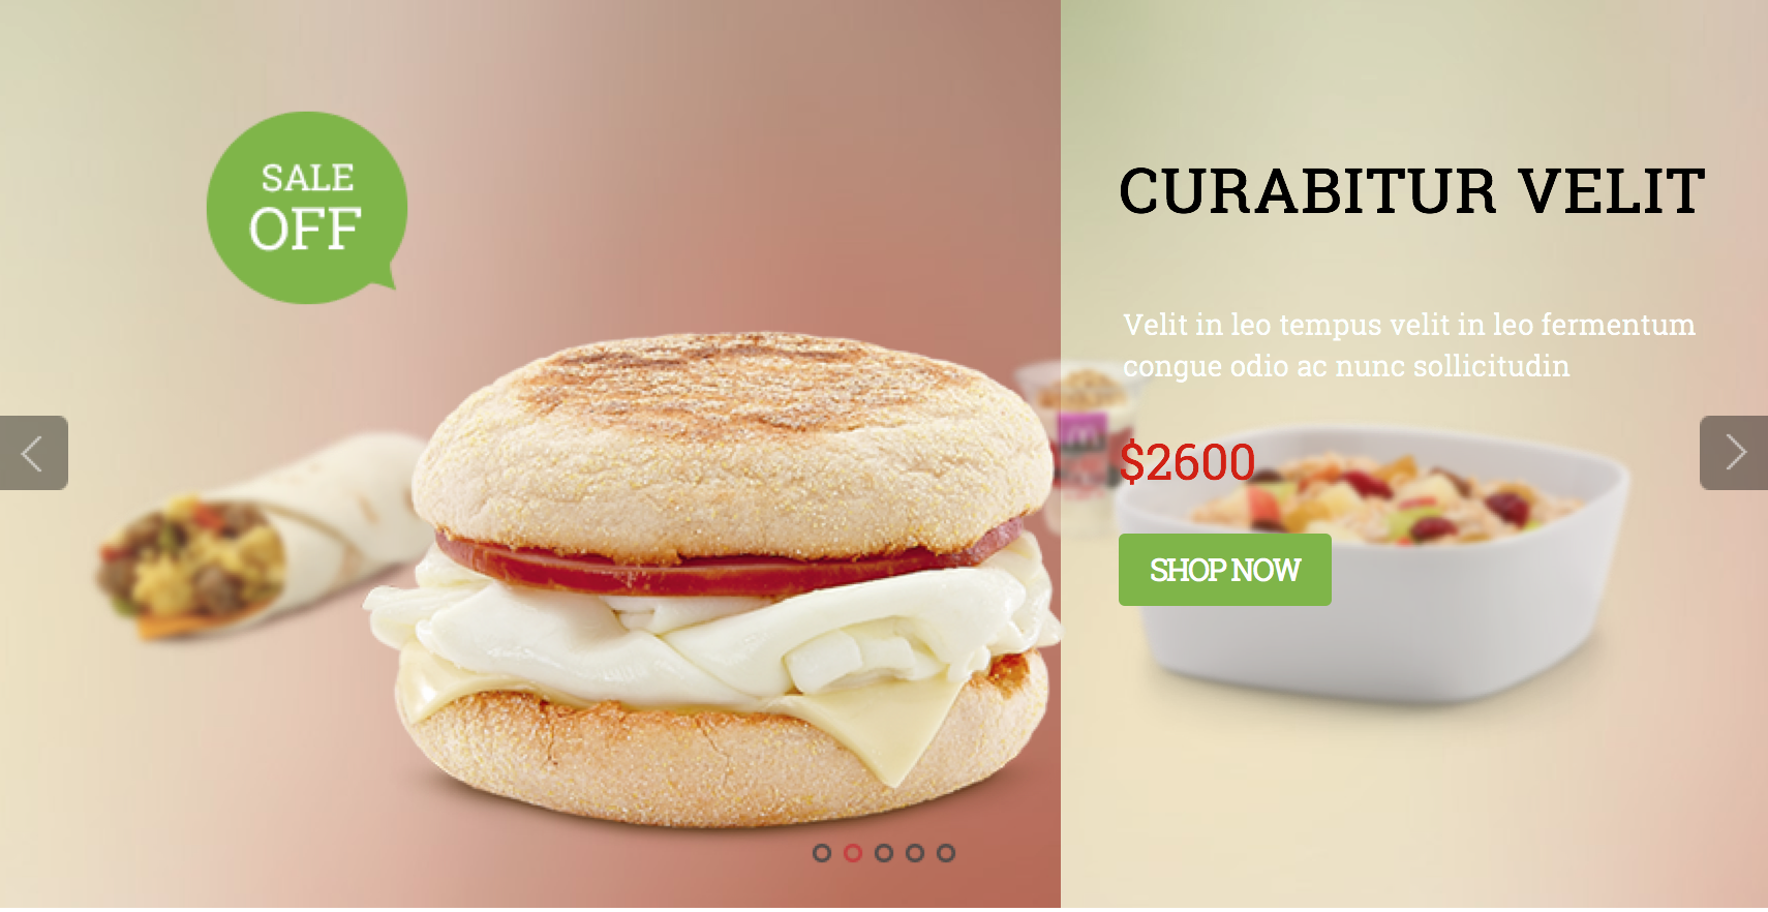 SALE
OFF
CURABITUR VELIT
Velit in leo tempus velit in leo fermentum
congue odio ac nunc sollicitudin
$2600
SHOP NOW